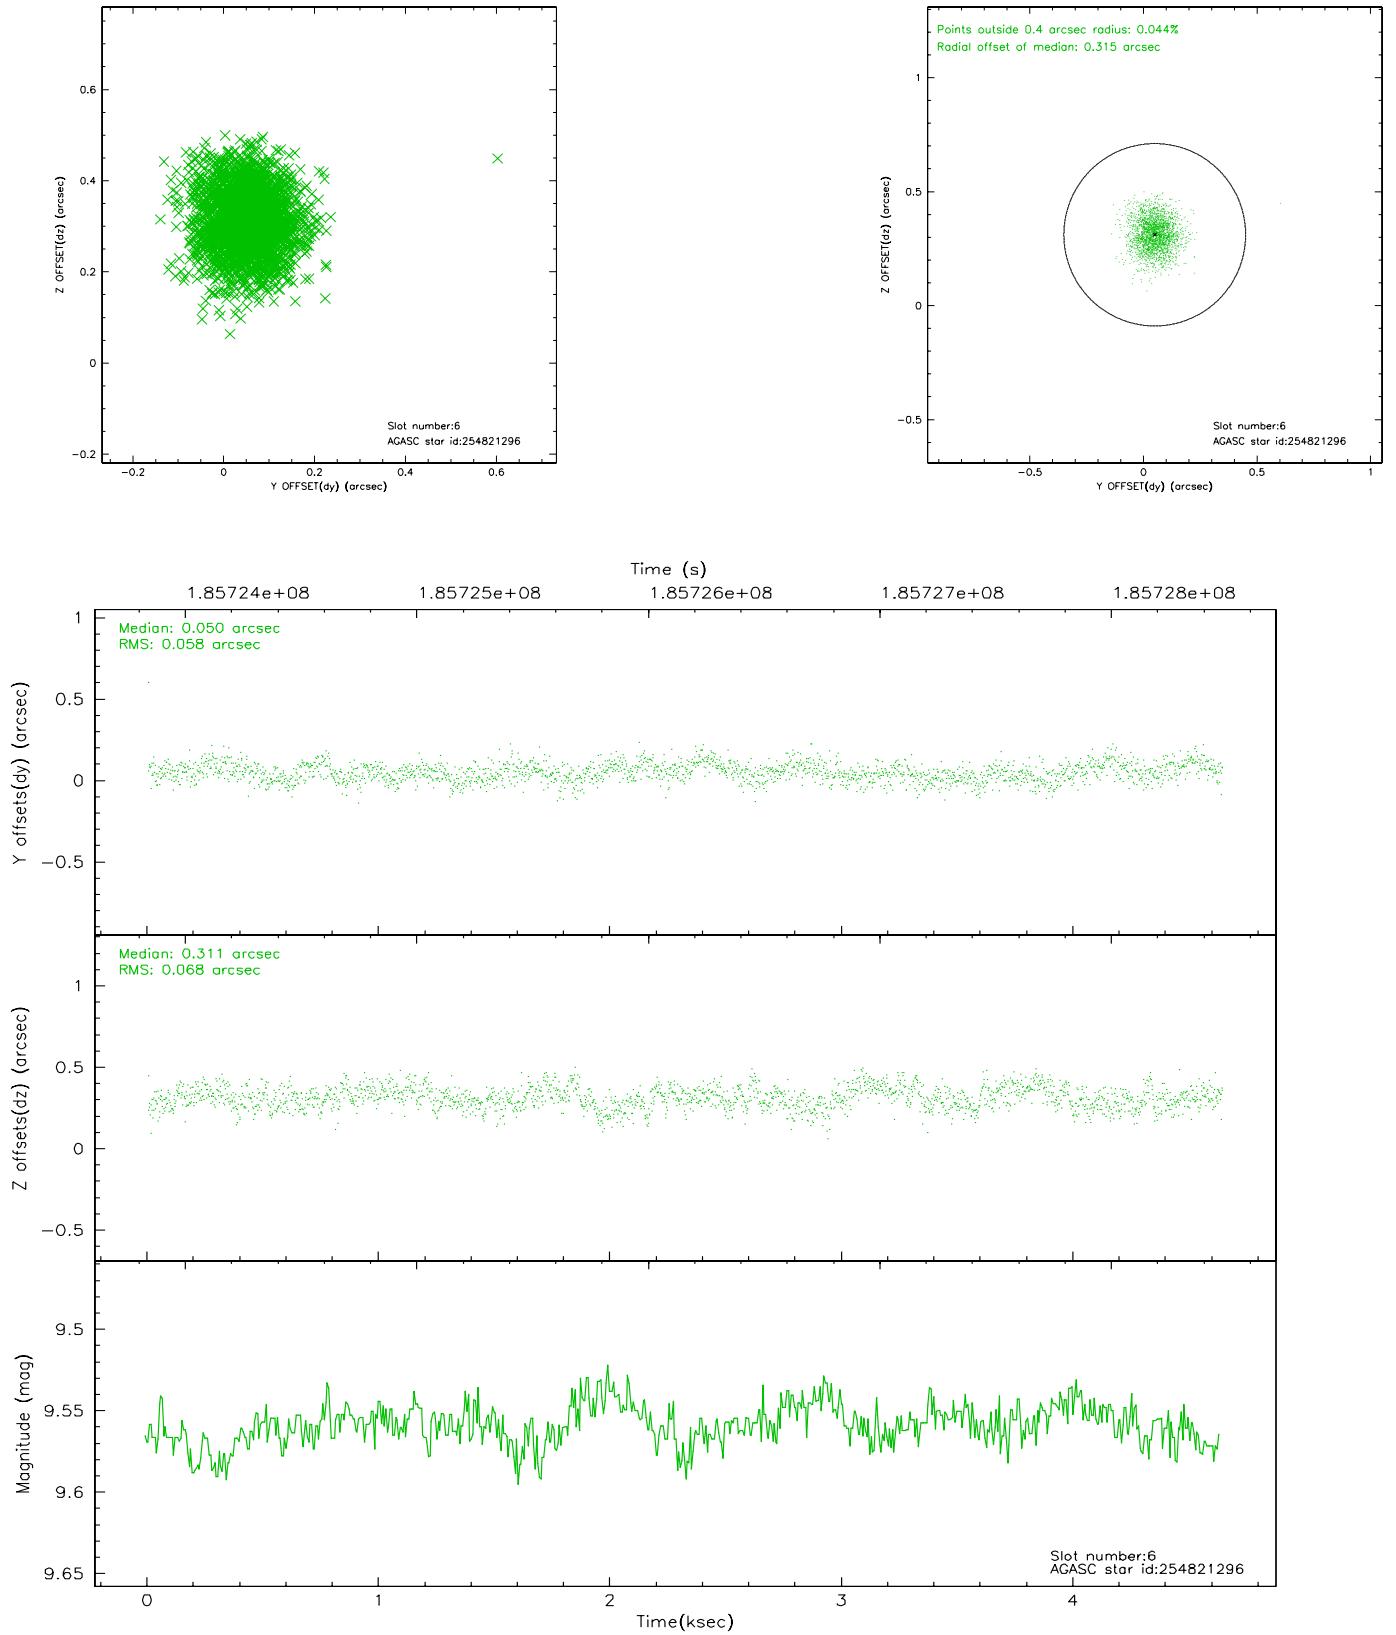 0.6
0.4
0.2
0
−0.2
Z OFFSET(dz) (arcsec)
Slot number:6
AGASC star id:254821296
−0.2 0 0.2 0.4 0.6
Y OFFSET(dy) (arcsec)
Points outside 0.4 arcsec radius: 0.044%
Radial offset of median: 0.315 arcsec
1
0.5
0
−0.5
Z OFFSET(dz) (arcsec)
Slot number:6
AGASC star id:254821296
−0.5 0 0.5 1
Y OFFSET(dy) (arcsec)
Time (s)
1.85724e+08 1.85725e+08 1.85726e+08 1.85727e+08 1.85728e+08
Median: 0.050 arcsec
RMS: 0.058 arcsec
1
0.5
0
−0.5
Y offsets(dy) (arcsec)
Median: 0.311 arcsec
RMS: 0.068 arcsec
1
0.5
0
−0.5
Z offsets(dz) (arcsec)
9.5
9.55
9.6
9.65
Magnitude (mag)
Slot number:6
AGASC star id:254821296
0 1 2 3 4
Time(ksec)